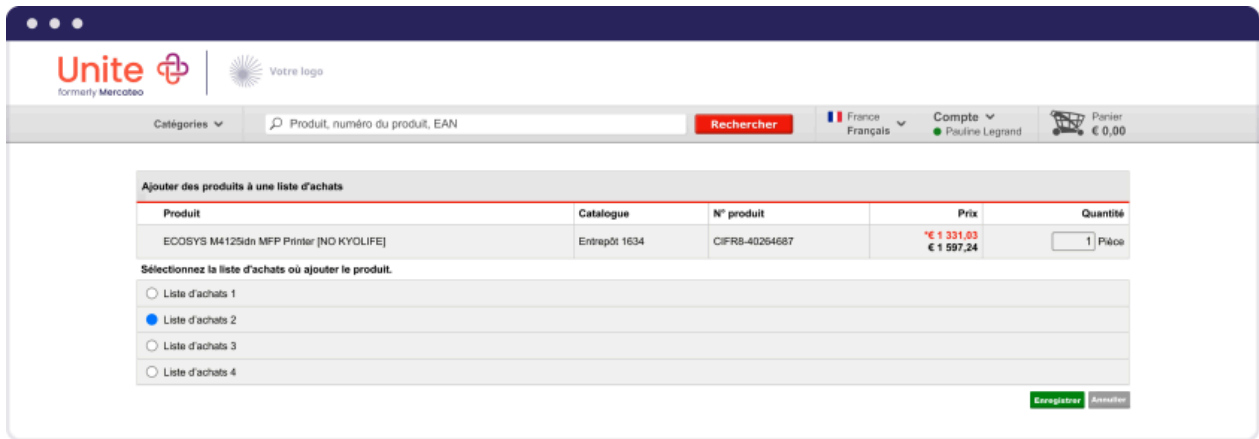 Unite
formerly Mercateo
Votre logo
Catégories
Produit, numéro du produit, EAN
Rechercher
France
Français
Compte
Pauline Legrand
Panier
€ 0,00
Ajouter des produits à une liste d'achats
Produit Catalogue N° produit Prix Quantité
ECOSYS M4125idn MFP Printer [NO KYOLIFE] Entrepôt 1634 CIFR8-40264687 *€ 1 331,03 1 Pièce
€ 1 597,24
Sélectionnez la liste d'achats où ajouter le produit.
Liste d'achats 1
Liste d'achats 2
Liste d'achats 3
Liste d'achats 4
Enregistrer Annuller